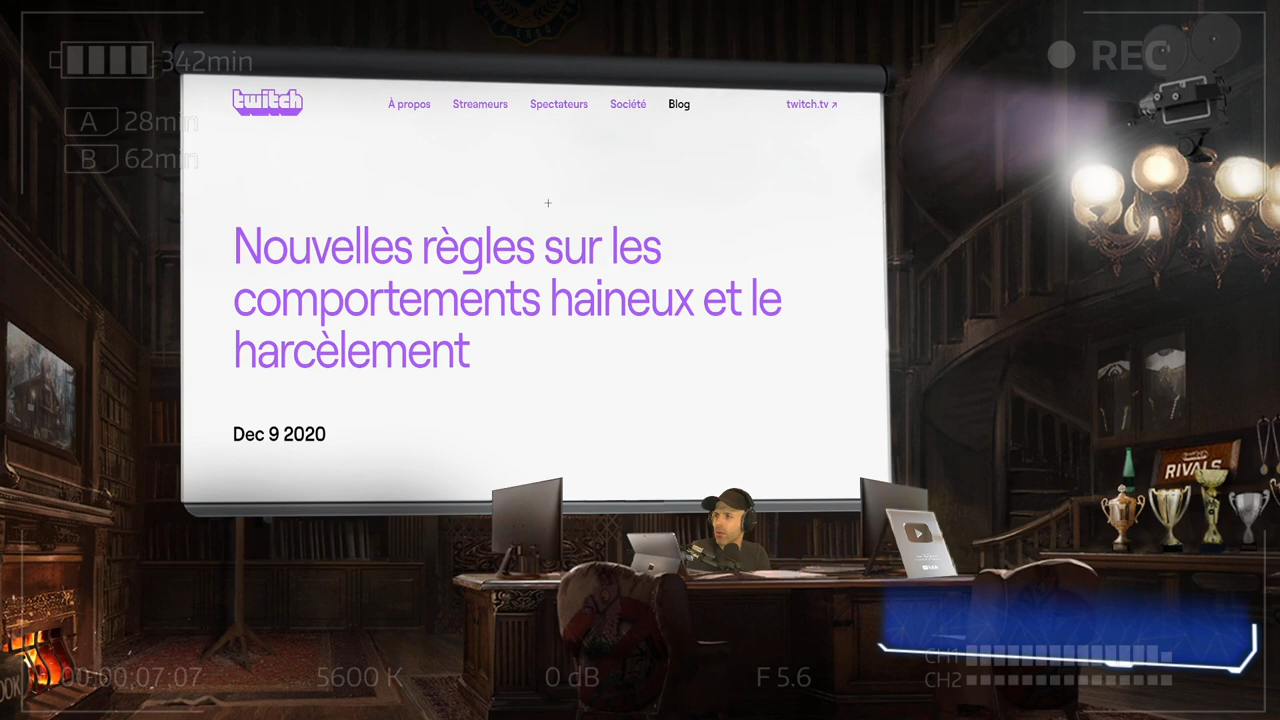 342min
REC
A 28min
B 62min
twitch
À propos Streameurs Spectateurs Société Blog twitch.tv ↗
Nouvelles règles sur les
comportements haineux et le
harcèlement
Dec 9 2020
RIVALS
00:00:07:07 5600 K 0 dB F 5.6
CH1
CH2